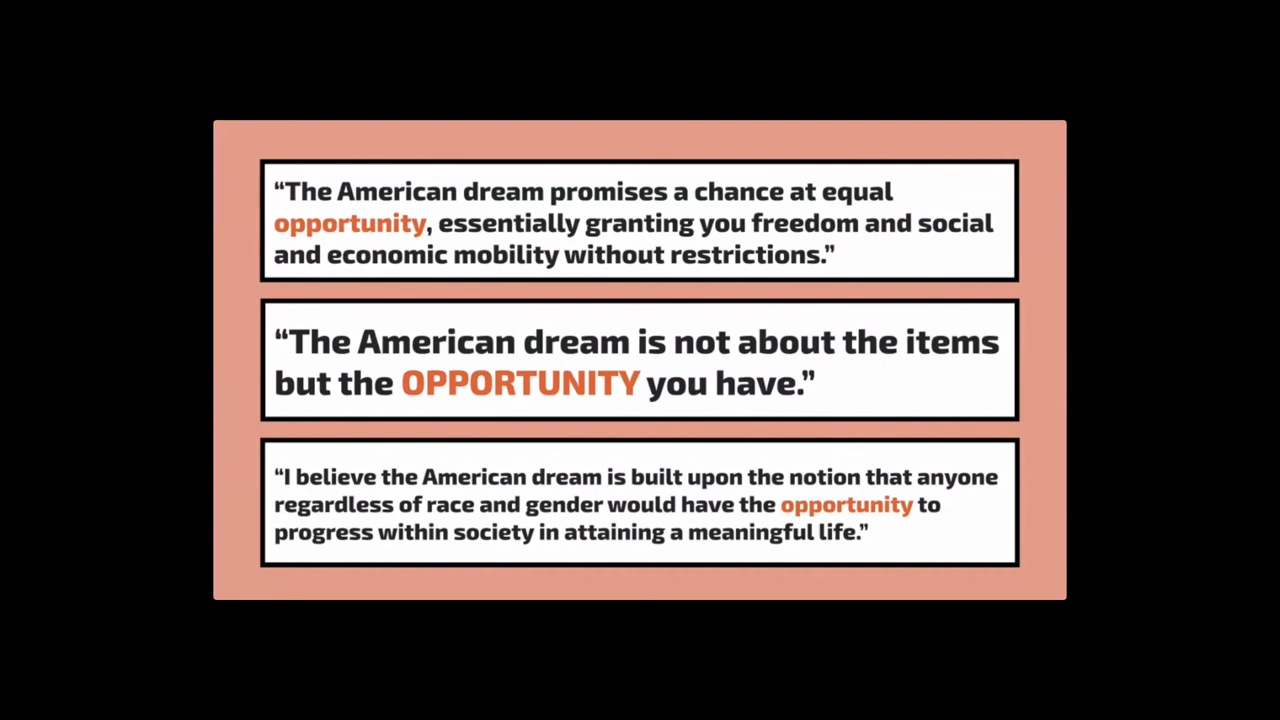 “The American dream promises a chance at equal
opportunity, essentially granting you freedom and social
and economic mobility without restrictions.”
“The American dream is not about the items
but the OPPORTUNITY you have.”
“I believe the American dream is built upon the notion that anyone
regardless of race and gender would have the opportunity to
progress within society in attaining a meaningful life.”